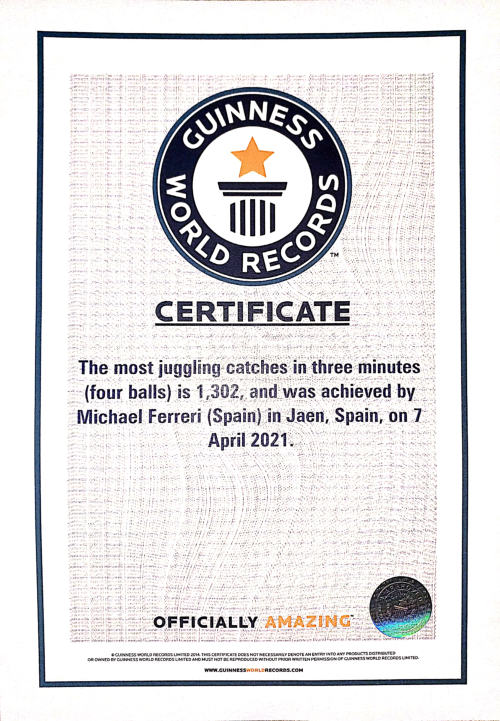 GUINNESS
WORLD RECORDS
™
CERTIFICATE
The most juggling catches in three minutes
(four balls) is 1,302, and was achieved by
Michael Ferreri (Spain) in Jaen, Spain, on 7
April 2021.
OFFICIALLY AMAZING™
© GUINNESS WORLD RECORDS LIMITED 2014. THIS CERTIFICATE DOES NOT NECESSARILY DENOTE AN ENTRY INTO ANY PRODUCTS DISTRIBUTED
OR OWNED BY GUINNESS WORLD RECORDS LIMITED AND MUST NOT BE REPRODUCED WITHOUT PRIOR WRITTEN PERMISSION OF GUINNESS WORLD RECORDS LIMITED.
WWW.GUINNESSWORLDRECORDS.COM